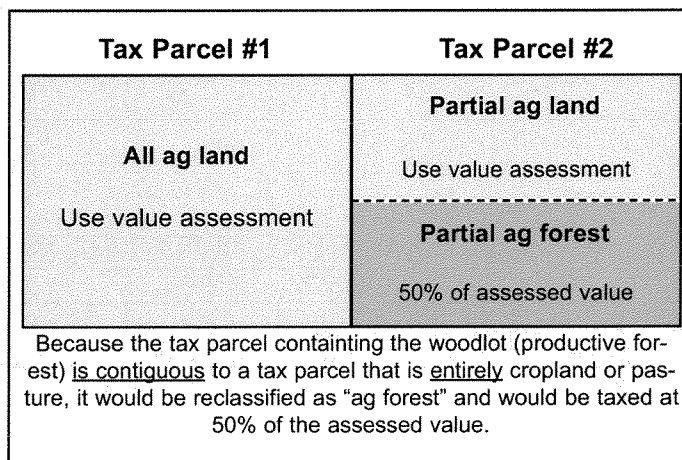 Tax Parcel #1
Tax Parcel #2
All ag land
Use value assessment
Partial ag land
Use value assessment
Partial ag forest
50% of assessed value
Because the tax parcel containting the woodlot (productive for-
est) is contiguous to a tax parcel that is entirely cropland or pas-
ture, it would be reclassified as “ag forest” and would be taxed at
50% of the assessed value.